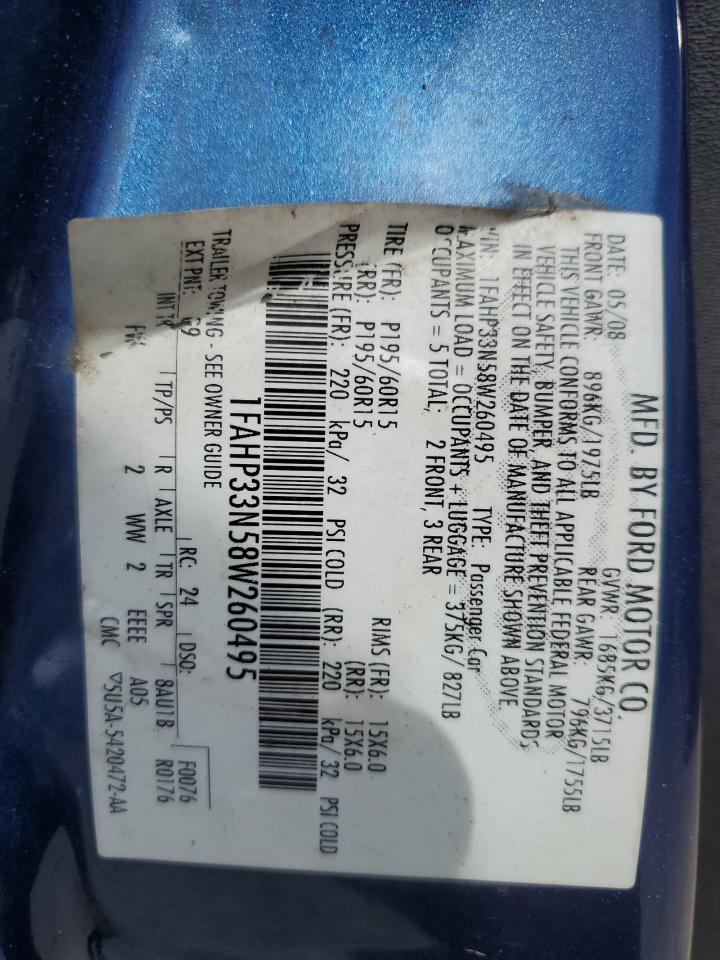 MFD. BY FORD MOTOR CO.
DATE: 05/08 GVWR: 1685KG/3715LB
FRONT GAWR: 896KG/1975LB REAR GAWR: 796KG/1755LB
THIS VEHICLE CONFORMS TO ALL APPLICABLE FEDERAL MOTOR
VEHICLE SAFETY, BUMPER, AND THEFT PREVENTION STANDARDS
IN EFFECT ON THE DATE OF MANUFACTURE SHOWN ABOVE.
VIN: 1FAHP33N58W260495 TYPE: Passenger Car
MAXIMUM LOAD = OCCUPANTS + LUGGAGE = 375KG/ 827LB
OCCUPANTS = 5 TOTAL; 2 FRONT, 3 REAR
TIRE (FR): P195/60R15 RIMS (FR): 15X6.0
(RR): P195/60R15 (RR): 15X6.0
PRESSURE (FR): 220 kPa/ 32 PSI COLD (RR): 220 kPa/ 32 PSI COLD
1FAHP33N58W260495
TRAILER TOWING - SEE OWNER GUIDE
EXT PNT: RC: 24 DSO: F0076
INT TR TP/PS R AXLE TR SPR 8AU1B R0176
2 WW 2 EEEE A05
CMC ▽5U5A-5420472-AA